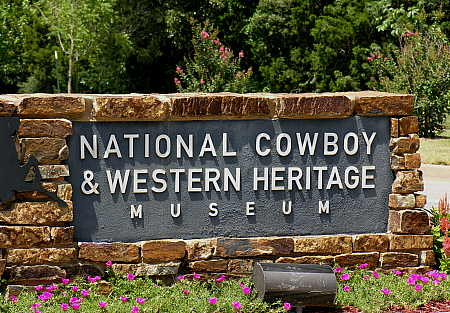 NATIONAL COWBOY
& WESTERN HERITAGE
MUSEUM